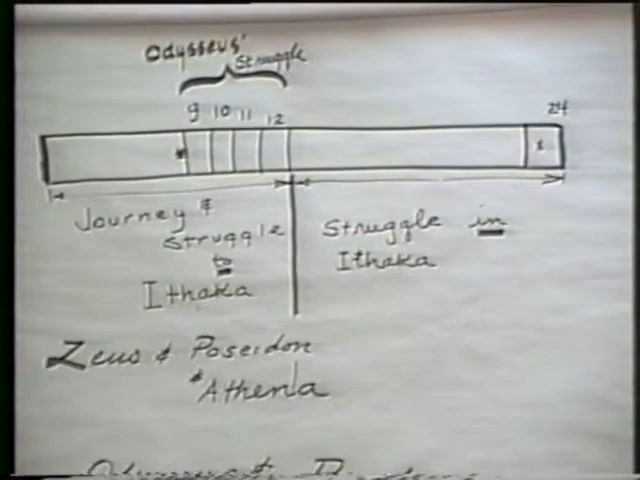 Odysseus'
Struggle
9 10 11 12 24
x
Journey &
Struggle
to
Ithaka
Struggle in
Ithaka
Zeus & Poseidon
& Athena